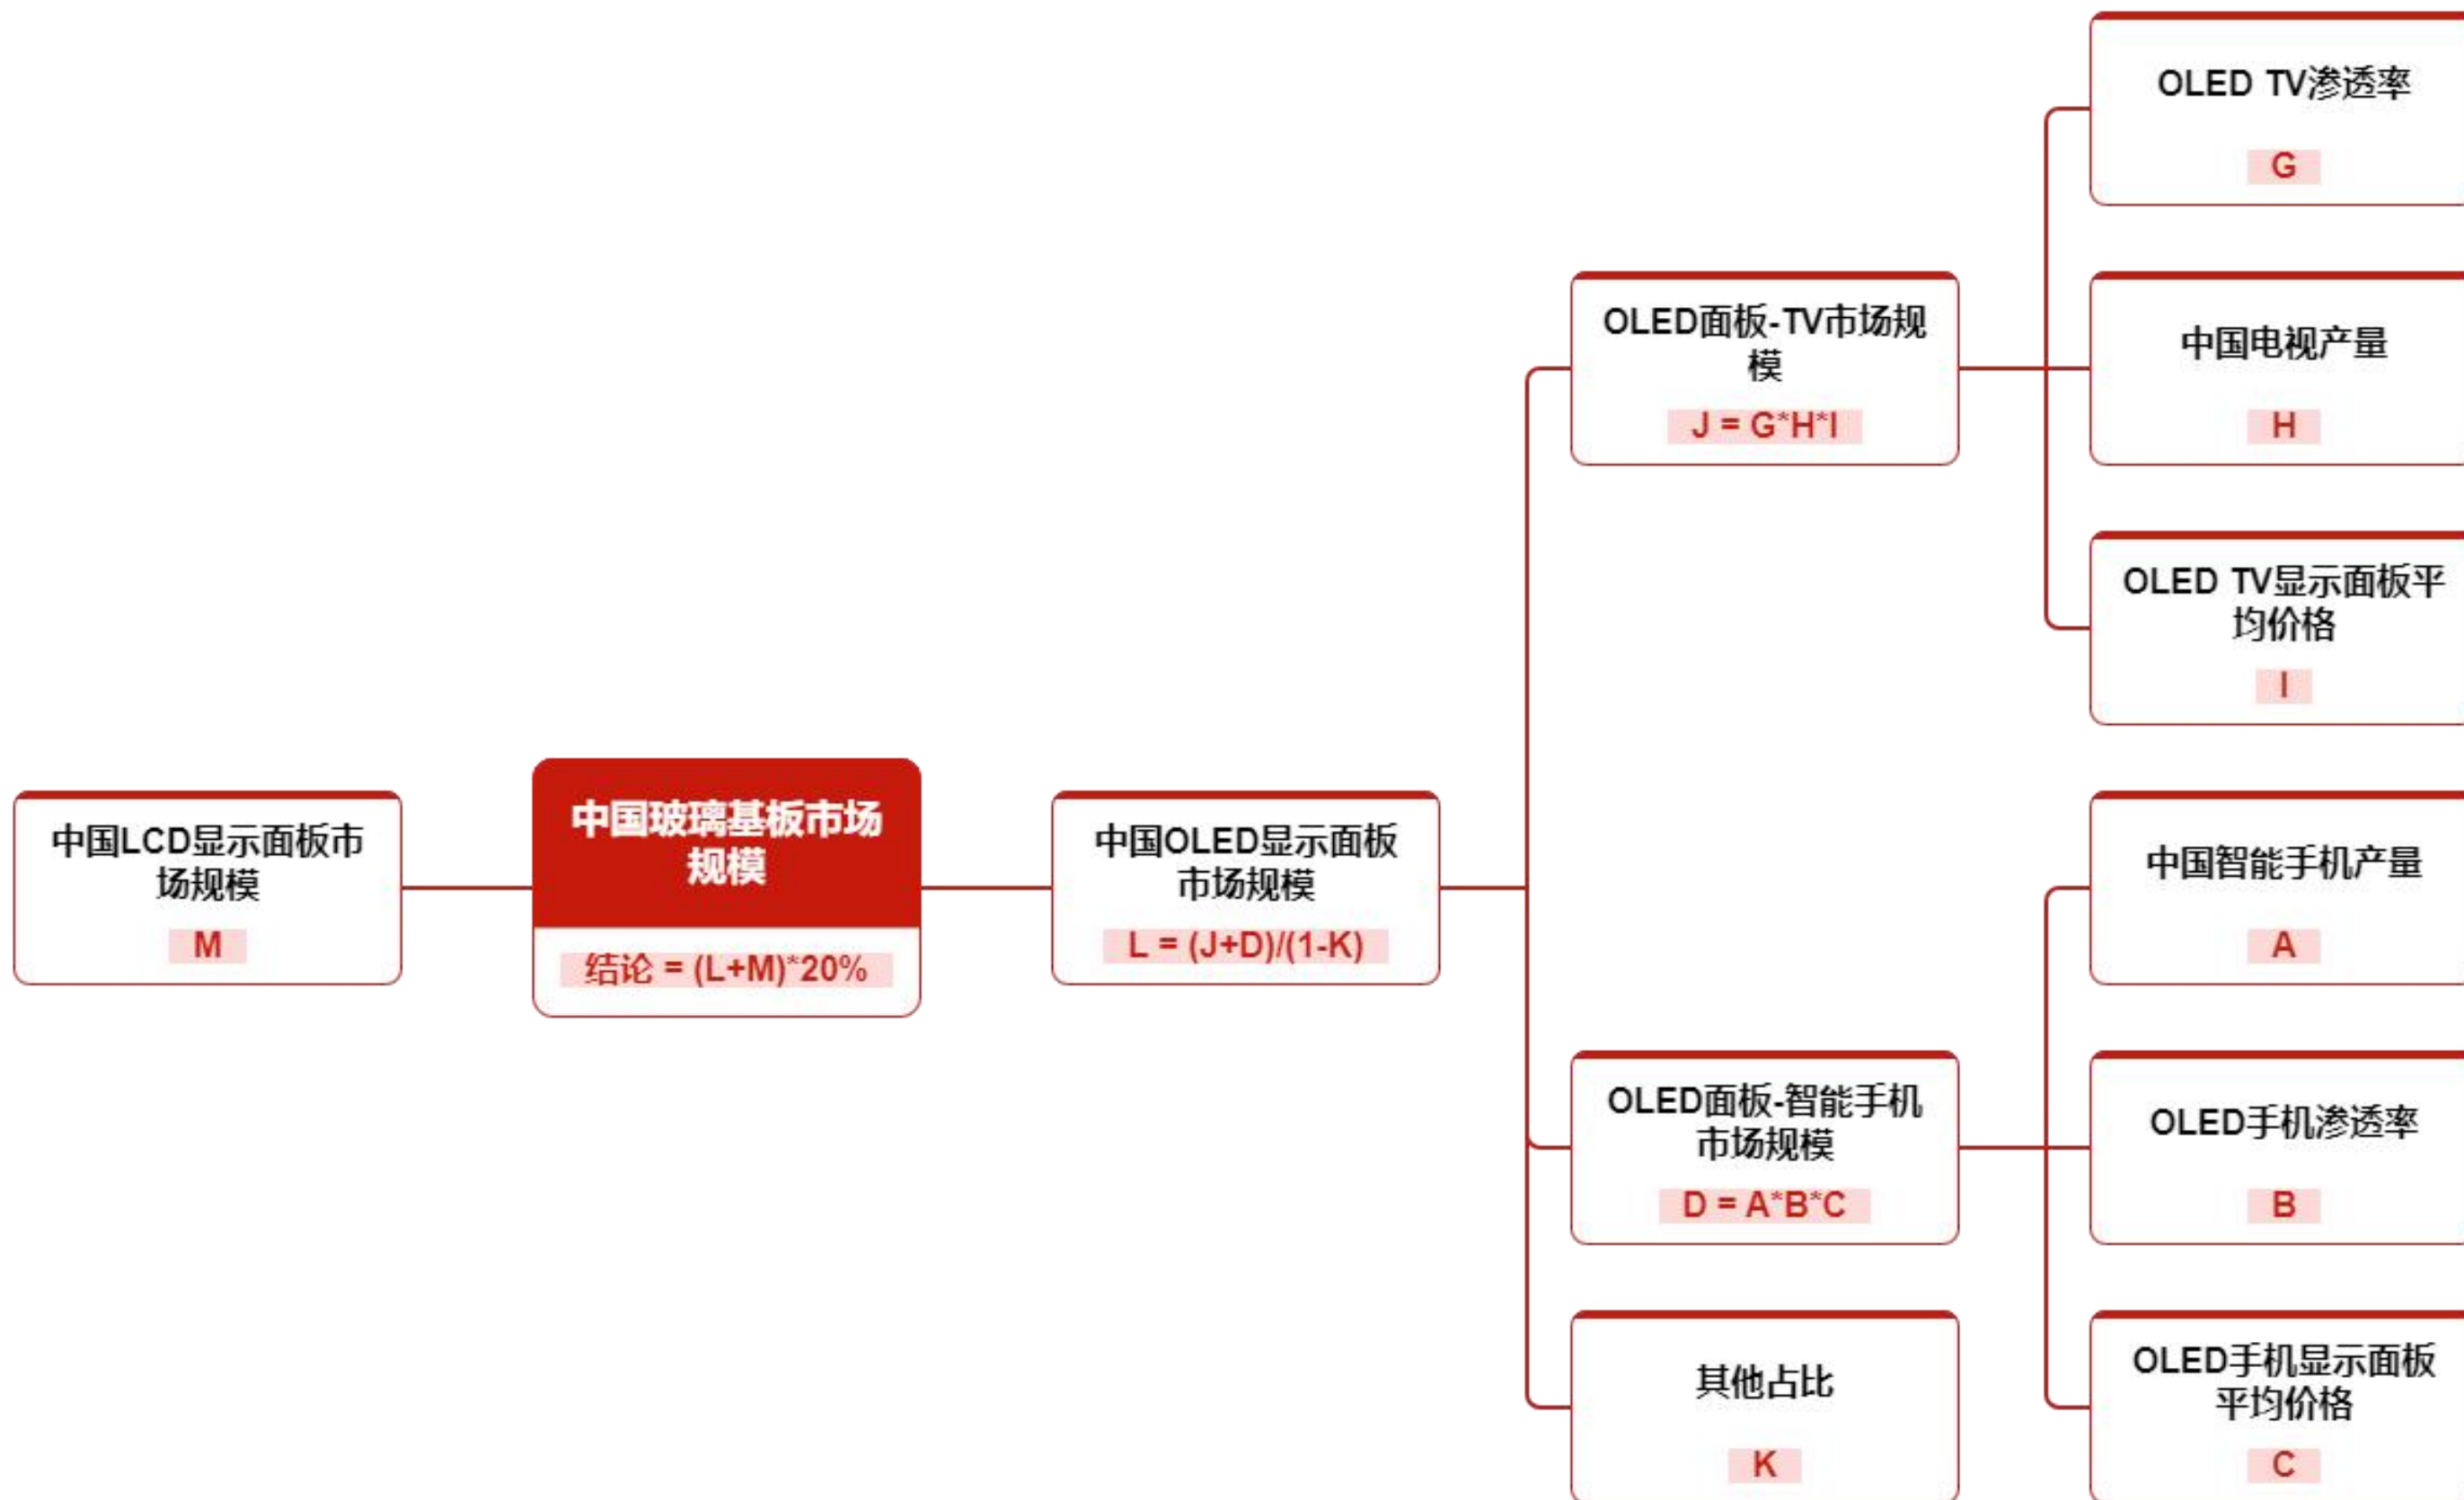 OLED TV渗透率
G
OLED面板-TV市场规
模
J = G*H*I
中国电视产量
H
OLED TV显示面板平
均价格
I
中国LCD显示面板市
场规模
M
中国玻璃基板市场
规模
结论 = (L+M)*20%
中国OLED显示面板
市场规模
L = (J+D)/(1-K)
中国智能手机产量
A
OLED面板-智能手机
市场规模
D = A*B*C
OLED手机渗透率
B
其他占比
K
OLED手机显示面板
平均价格
C